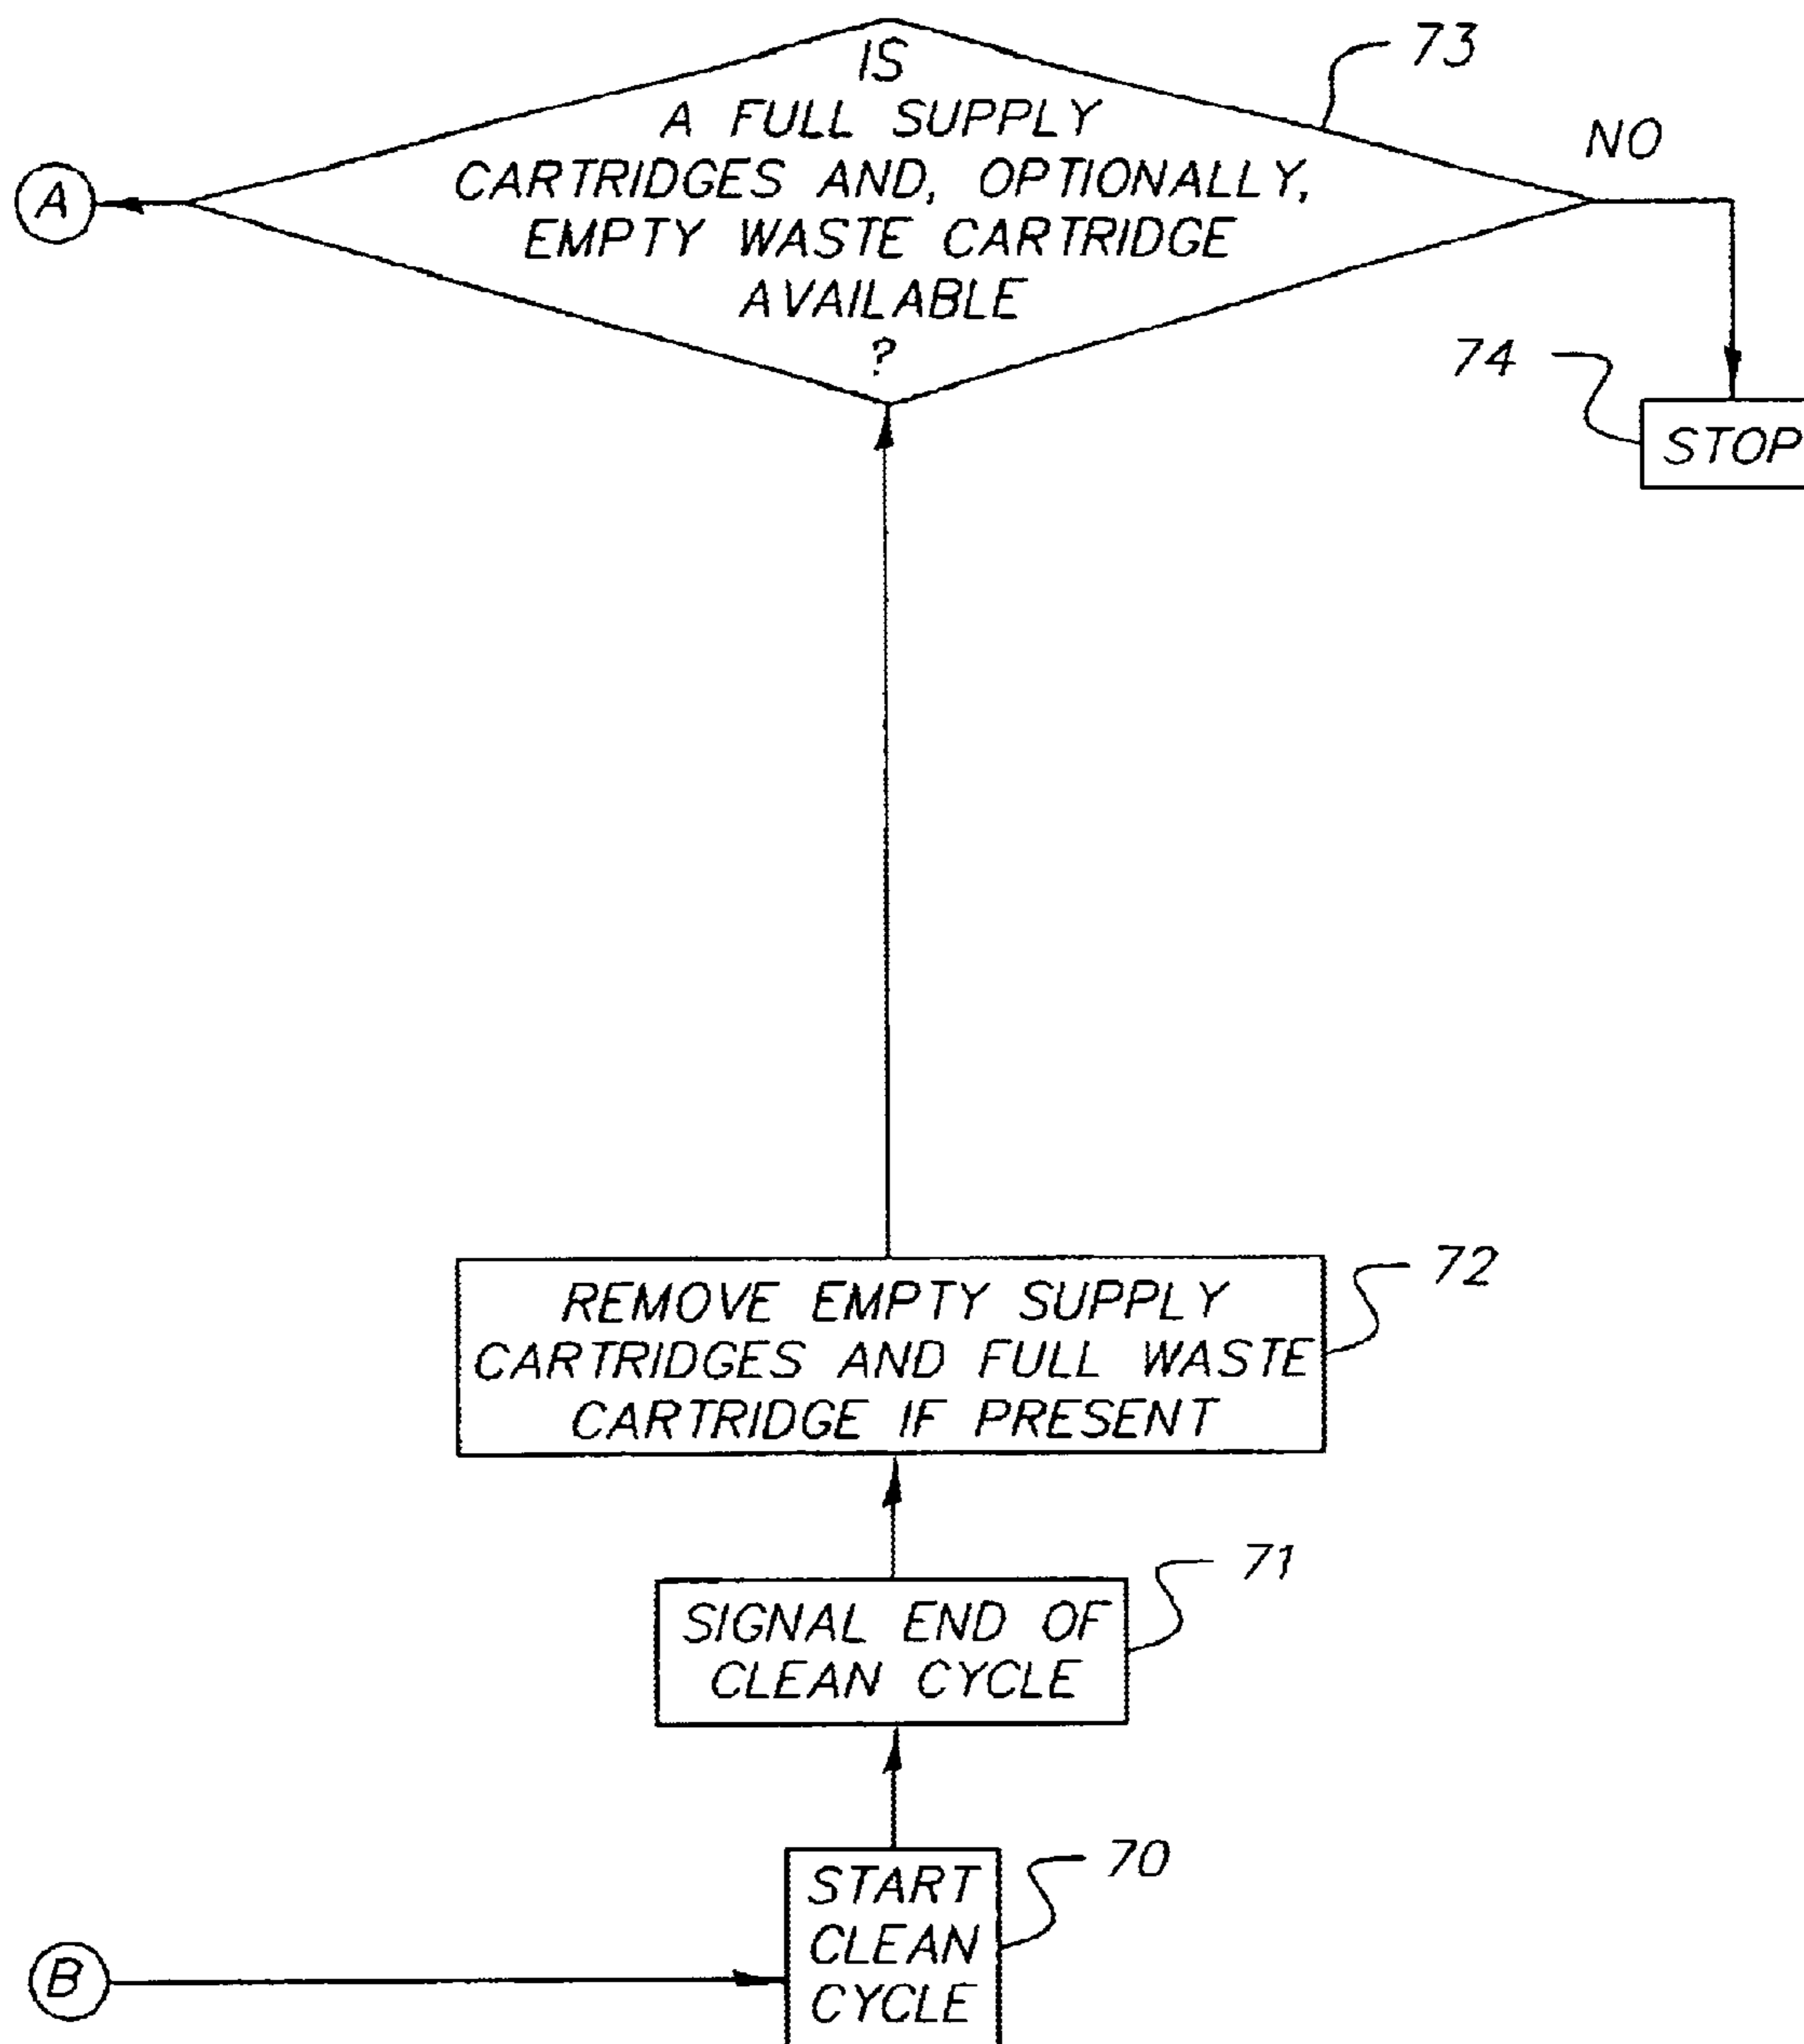 IS
A FULL SUPPLY
CARTRIDGES AND, OPTIONALLY,
EMPTY WASTE CARTRIDGE
AVAILABLE
?
73
NO
A
74
STOP
REMOVE EMPTY SUPPLY
CARTRIDGES AND FULL WASTE
CARTRIDGE IF PRESENT
72
SIGNAL END OF
CLEAN CYCLE
71
START
CLEAN
CYCLE
70
B